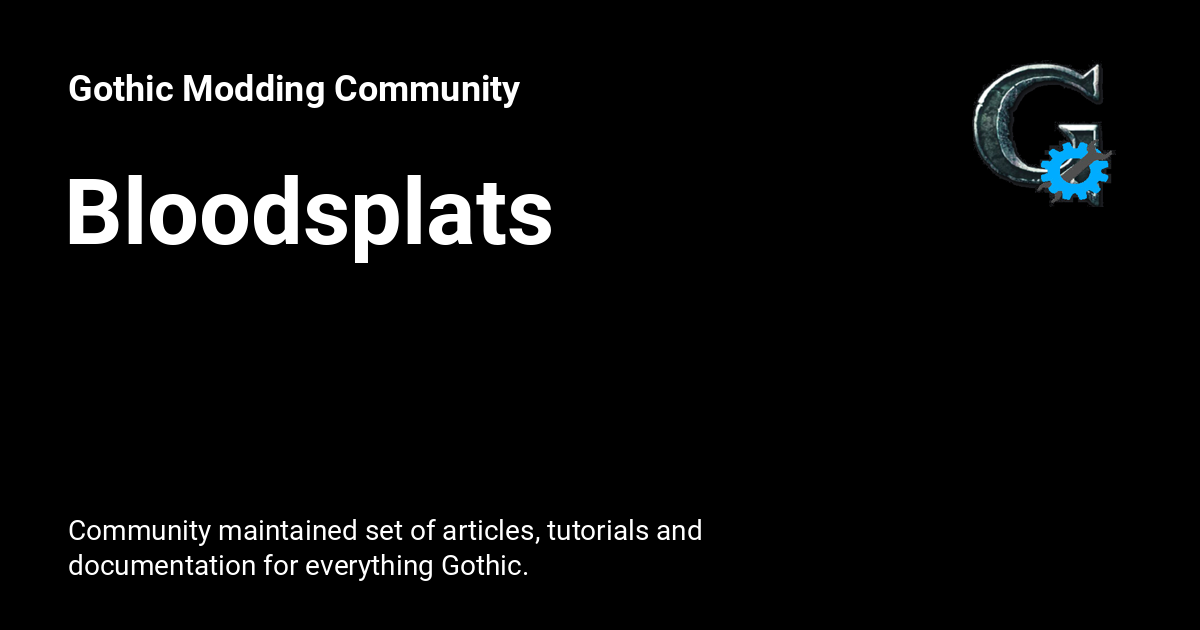 Gothic Modding Community
Bloodsplats
Community maintained set of articles, tutorials and
documentation for everything Gothic.
G